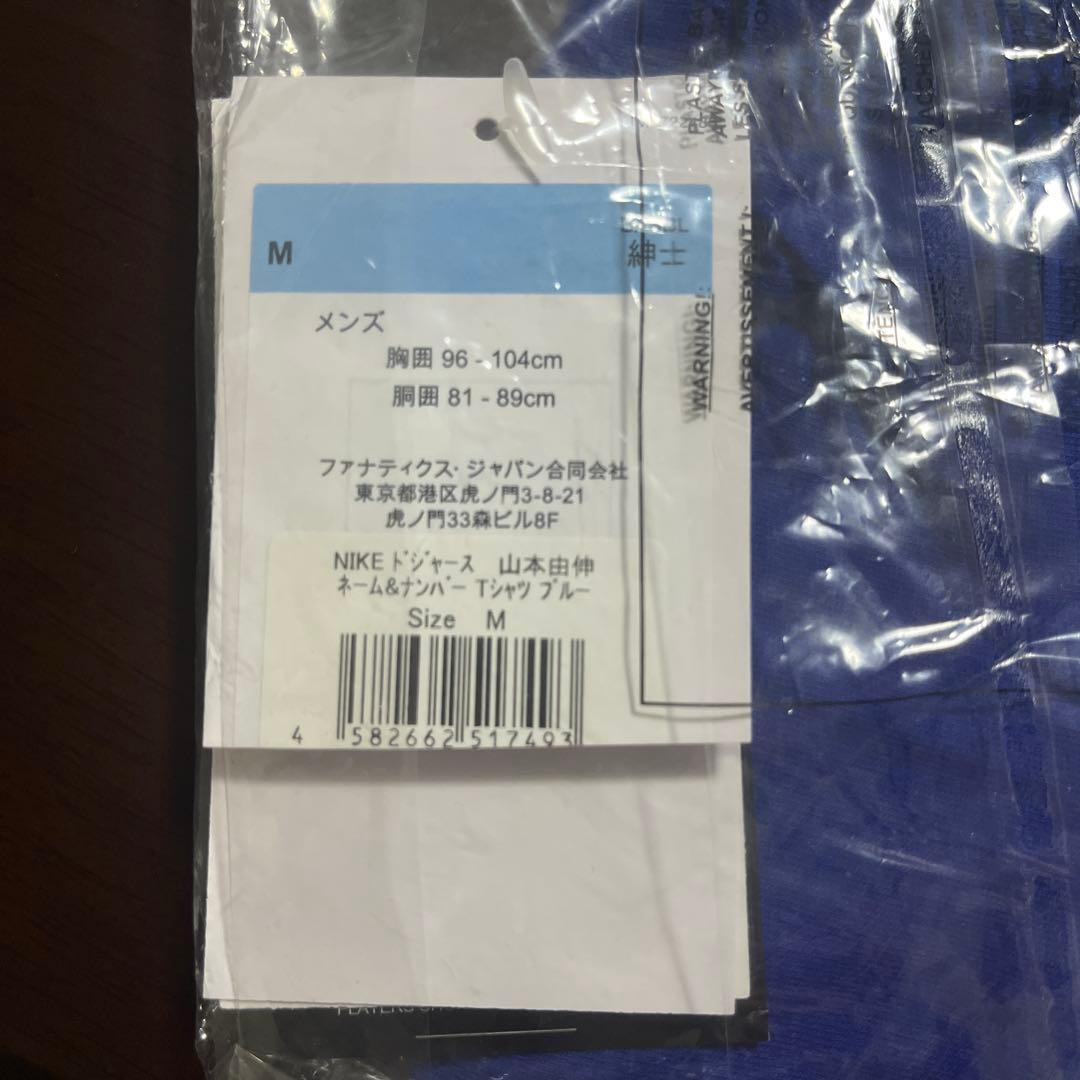 M
紳士
メンズ
胸囲 96 - 104cm
胴囲 81 - 89cm
ファナティクス・ジャパン合同会社
東京都港区虎ノ門3-8-21
虎ノ門33森ビル8F
NIKE ﾄﾞｼﾞｬｰｽ 山本由伸
ﾈｰﾑ&ﾅﾝﾊﾞｰ Tｼｬﾂ ﾌﾞﾙｰ
Size M
4 582662 517493
WARNING:
AVERTISSEMENT